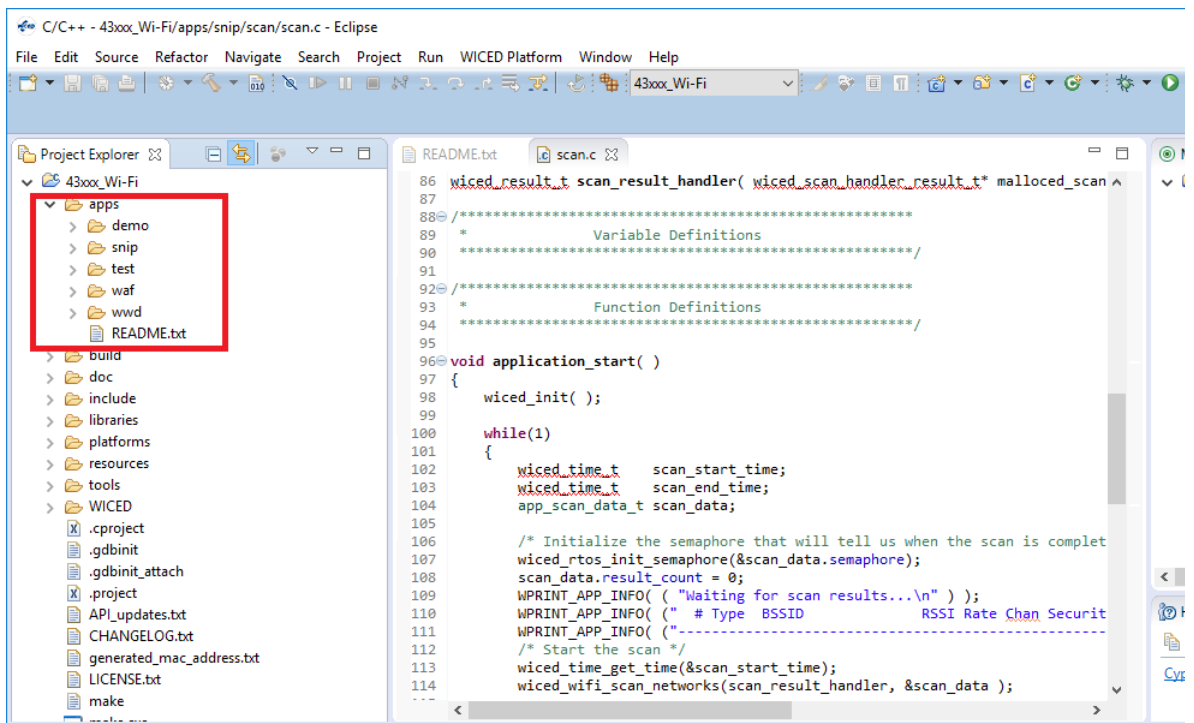 C/C++ - 43xxx_Wi-Fi/apps/snip/scan/scan.c - Eclipse
File Edit Source Refactor Navigate Search Project Run WICED Platform Window Help
010 43xxx_Wi-Fi
Project Explorer
43xxx_Wi-Fi
apps
demo
snip
test
waf
wwd
README.txt
build
doc
include
libraries
platforms
resources
tools
WICED
.cproject
.gdbinit
.gdbinit_attach
.project
API_updates.txt
CHANGELOG.txt
generated_mac_address.txt
LICENSE.txt
make
README.txt scan.c
86 wiced_result_t scan_result_handler( wiced_scan_handler_result_t* malloced_scan
87
88 /****************************************************
89 * Variable Definitions
90 ****************************************************/
91
92 /****************************************************
93 * Function Definitions
94 ****************************************************/
95
96 void application_start( )
97 {
98 wiced_init( );
99
100 while(1)
101 {
102 wiced_time_t scan_start_time;
103 wiced_time_t scan_end_time;
104 app_scan_data_t scan_data;
105
106 /* Initialize the semaphore that will tell us when the scan is complet
107 wiced_rtos_init_semaphore(&scan_data.semaphore);
108 scan_data.result_count = 0;
109 WPRINT_APP_INFO( ( "Waiting for scan results...\n" ) );
110 WPRINT_APP_INFO( (" # Type BSSID RSSI Rate Chan Securit
111 WPRINT_APP_INFO( ("----------------------------------------------------
112 /* Start the scan */
113 wiced_time_get_time(&scan_start_time);
114 wiced_wifi_scan_networks(scan_result_handler, &scan_data );
Cyp